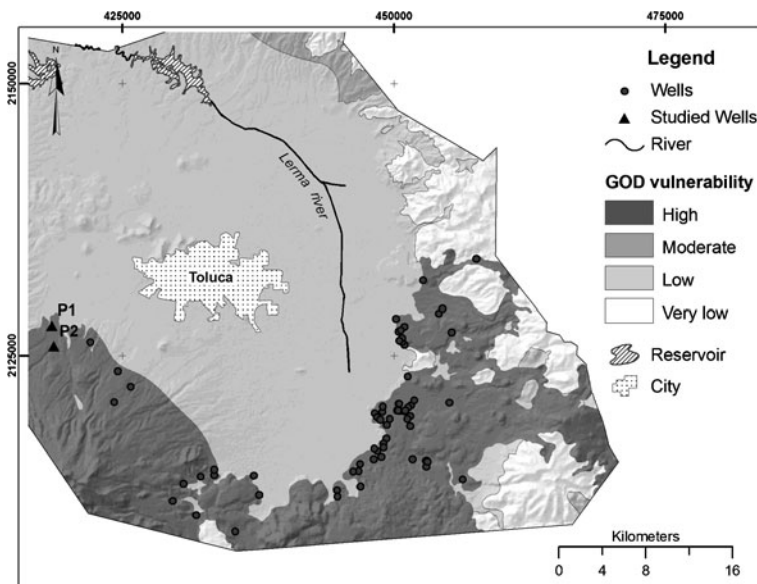 425000
450000
475000
2150000
2125000
N
Lerma river
Toluca
P1
P2
Legend
Wells
Studied Wells
River
GOD vulnerability
High
Moderate
Low
Very low
Reservoir
City
Kilometers
0 4 8 16